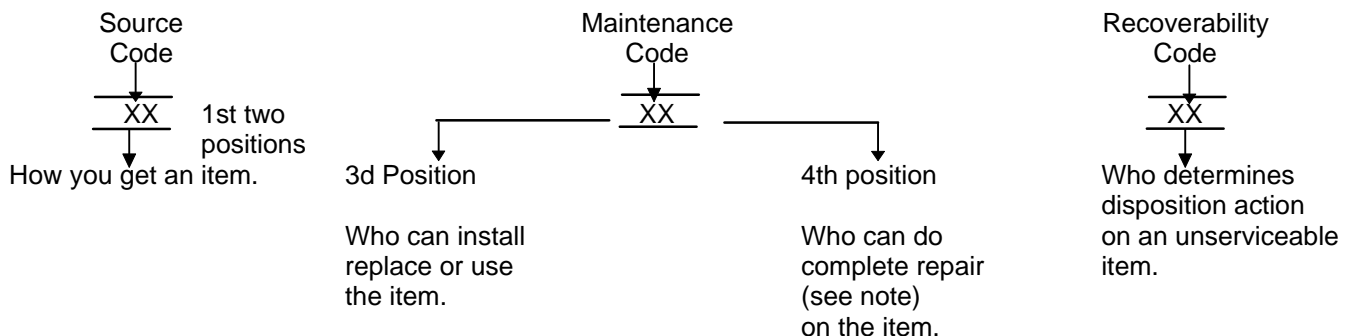 Source
Code
XX
1st two
positions
How you get an item.
Maintenance
Code
XX
3d Position
Who can install
replace or use
the item.
4th position
Who can do
complete repair
(see note)
on the item.
Recoverability
Code
XX
Who determines
disposition action
on an unserviceable
item.